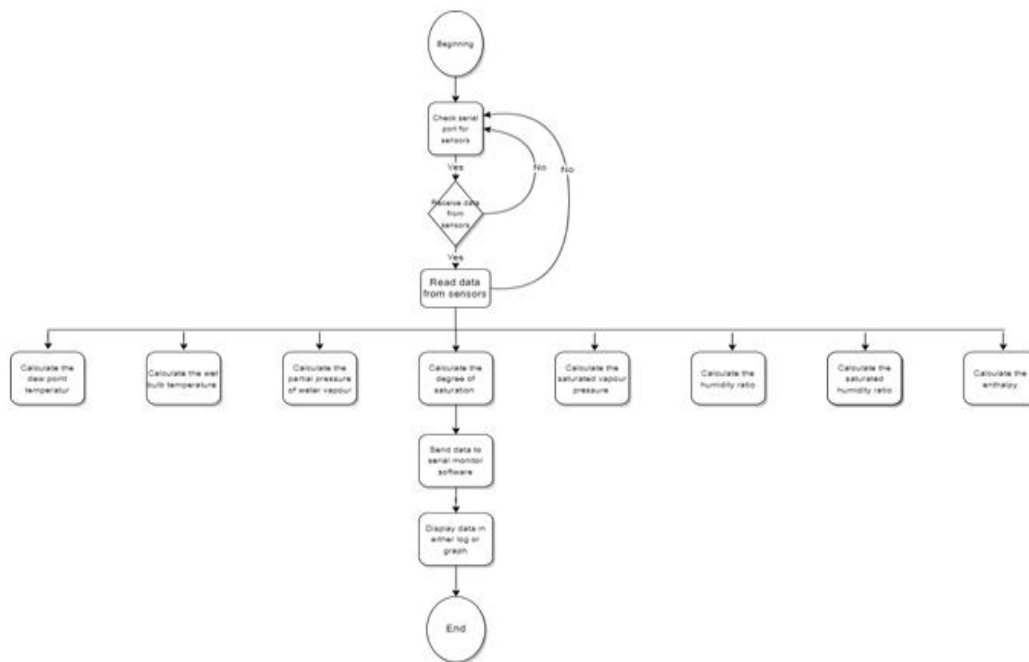 Beginning
Check serial
port for
sensors
Yes
No
No
Receive data
from
sensors
Yes
Read data
from sensors
Calculate the
dew point
temperatur
Calculate the wet
bulb temperature
Calculate the
partial pressure
of water vapour
Calculate the
degree of
saturation
Calculate the
saturated vapour
pressure
Calculate the
humidity ratio
Calculate the
saturated
humidity ratio
Calculate the
enthalpy
Send data to
serial monitor
software
Display data in
either log or
graph
End